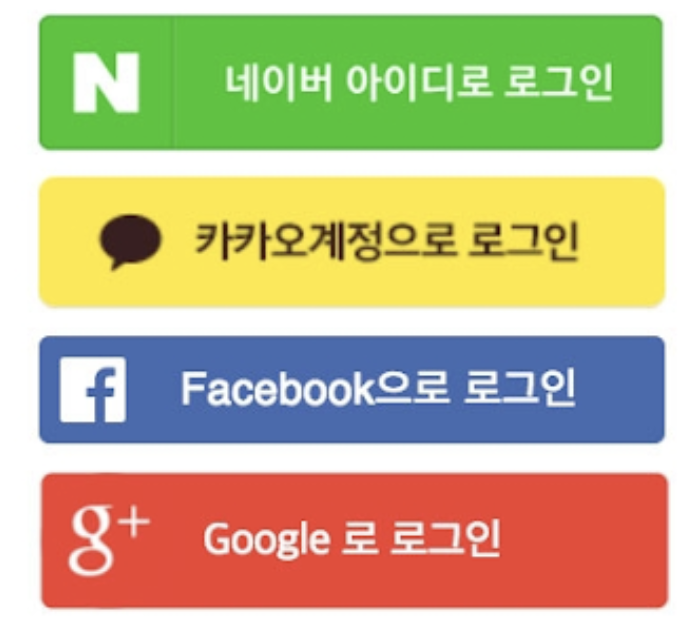 N 네이버 아이디로 로그인
카카오계정으로 로그인
f Facebook으로 로그인
g+ Google 로 로그인